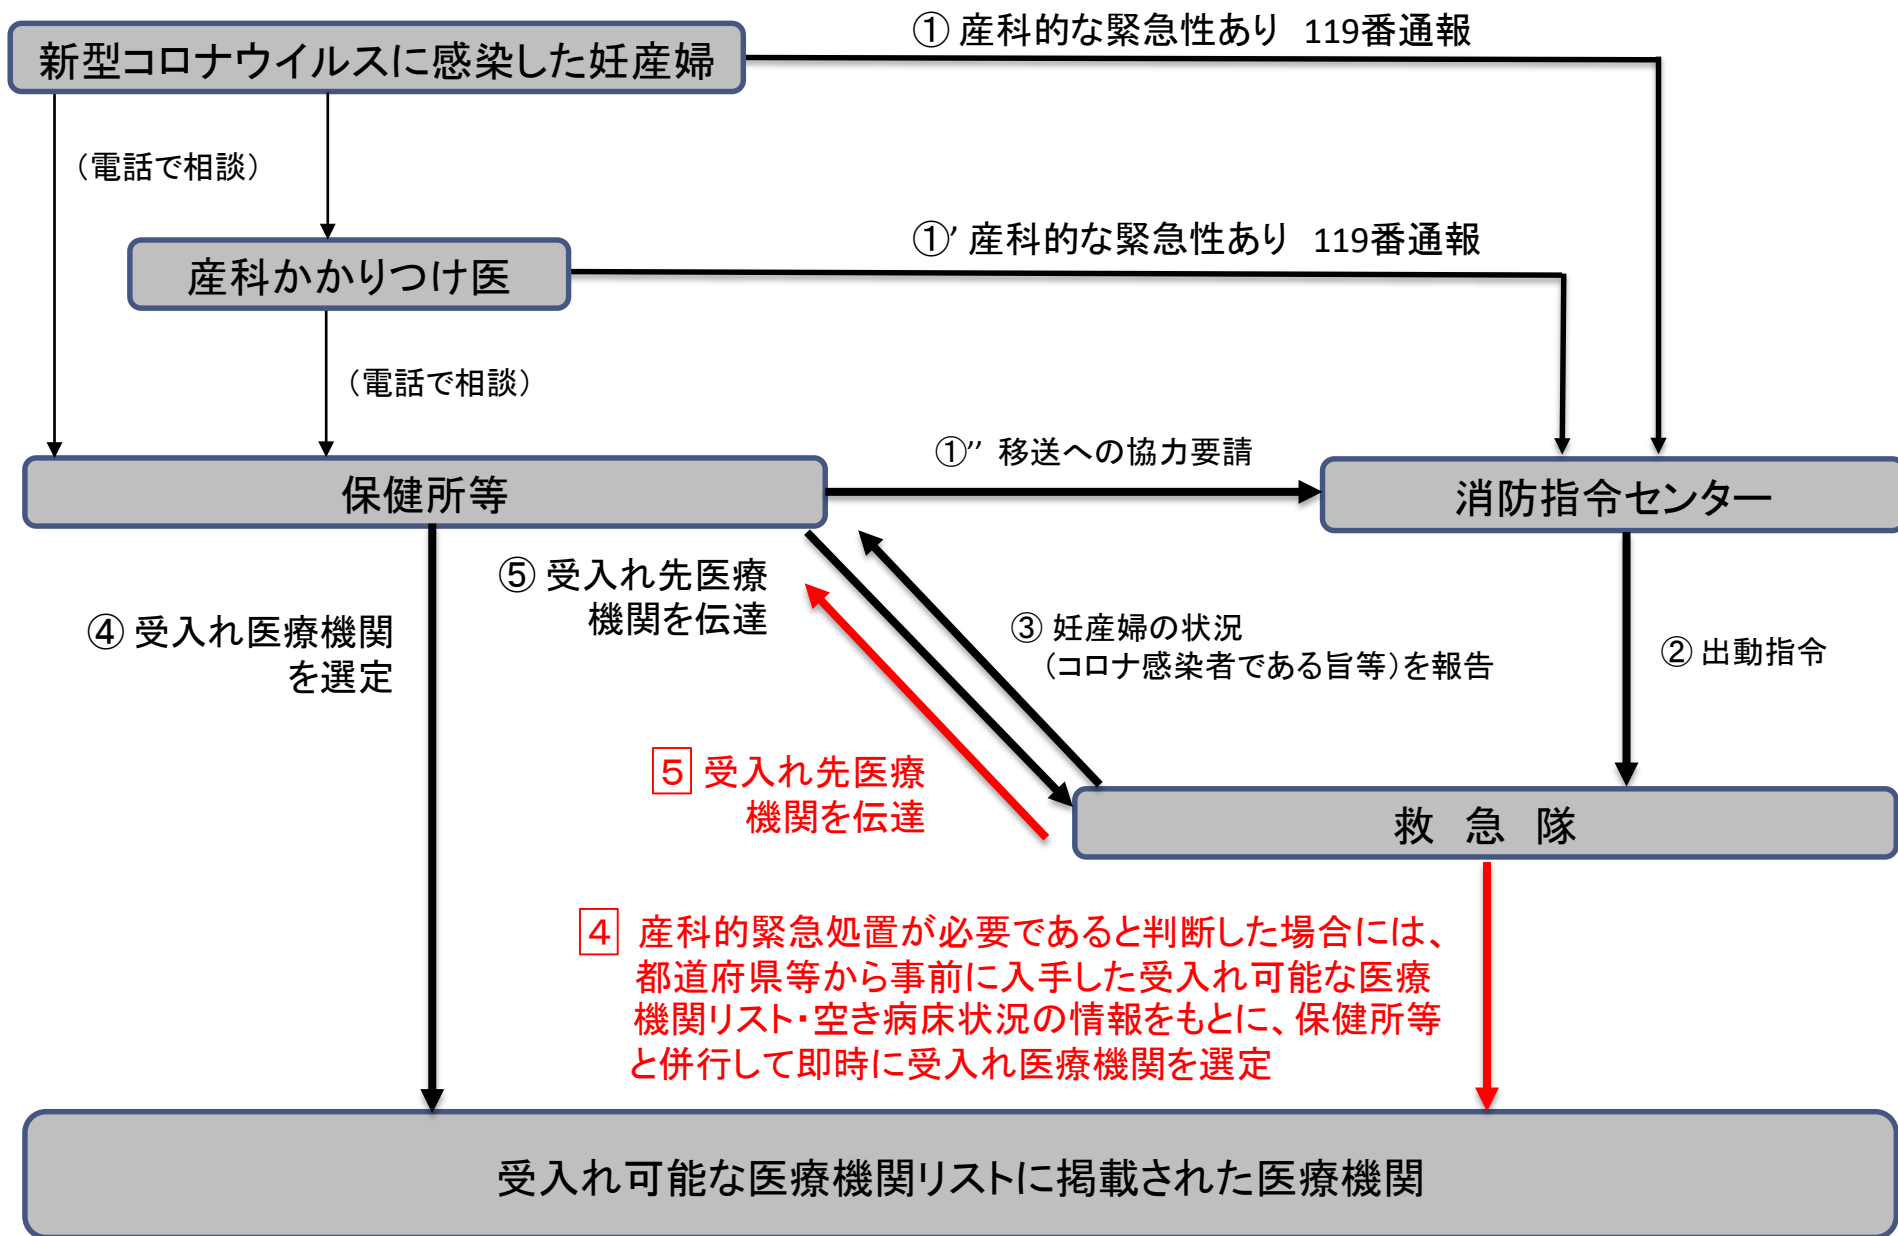 ① 産科的な緊急性あり 119番通報
新型コロナウイルスに感染した妊産婦
（電話で相談）
①’ 産科的な緊急性あり 119番通報
産科かかりつけ医
（電話で相談）
①’’ 移送への協力要請
保健所等
消防指令センター
⑤ 受入れ先医療
機関を伝達
④ 受入れ医療機関
を選定
③ 妊産婦の状況
（コロナ感染者である旨等）を報告
② 出動指令
5 受入れ先医療
機関を伝達
救 急 隊
4 産科的緊急処置が必要であると判断した場合には、
都道府県等から事前に入手した受入れ可能な医療
機関リスト・空き病床状況の情報をもとに、保健所等
と併行して即時に受入れ医療機関を選定
受入れ可能な医療機関リストに掲載された医療機関